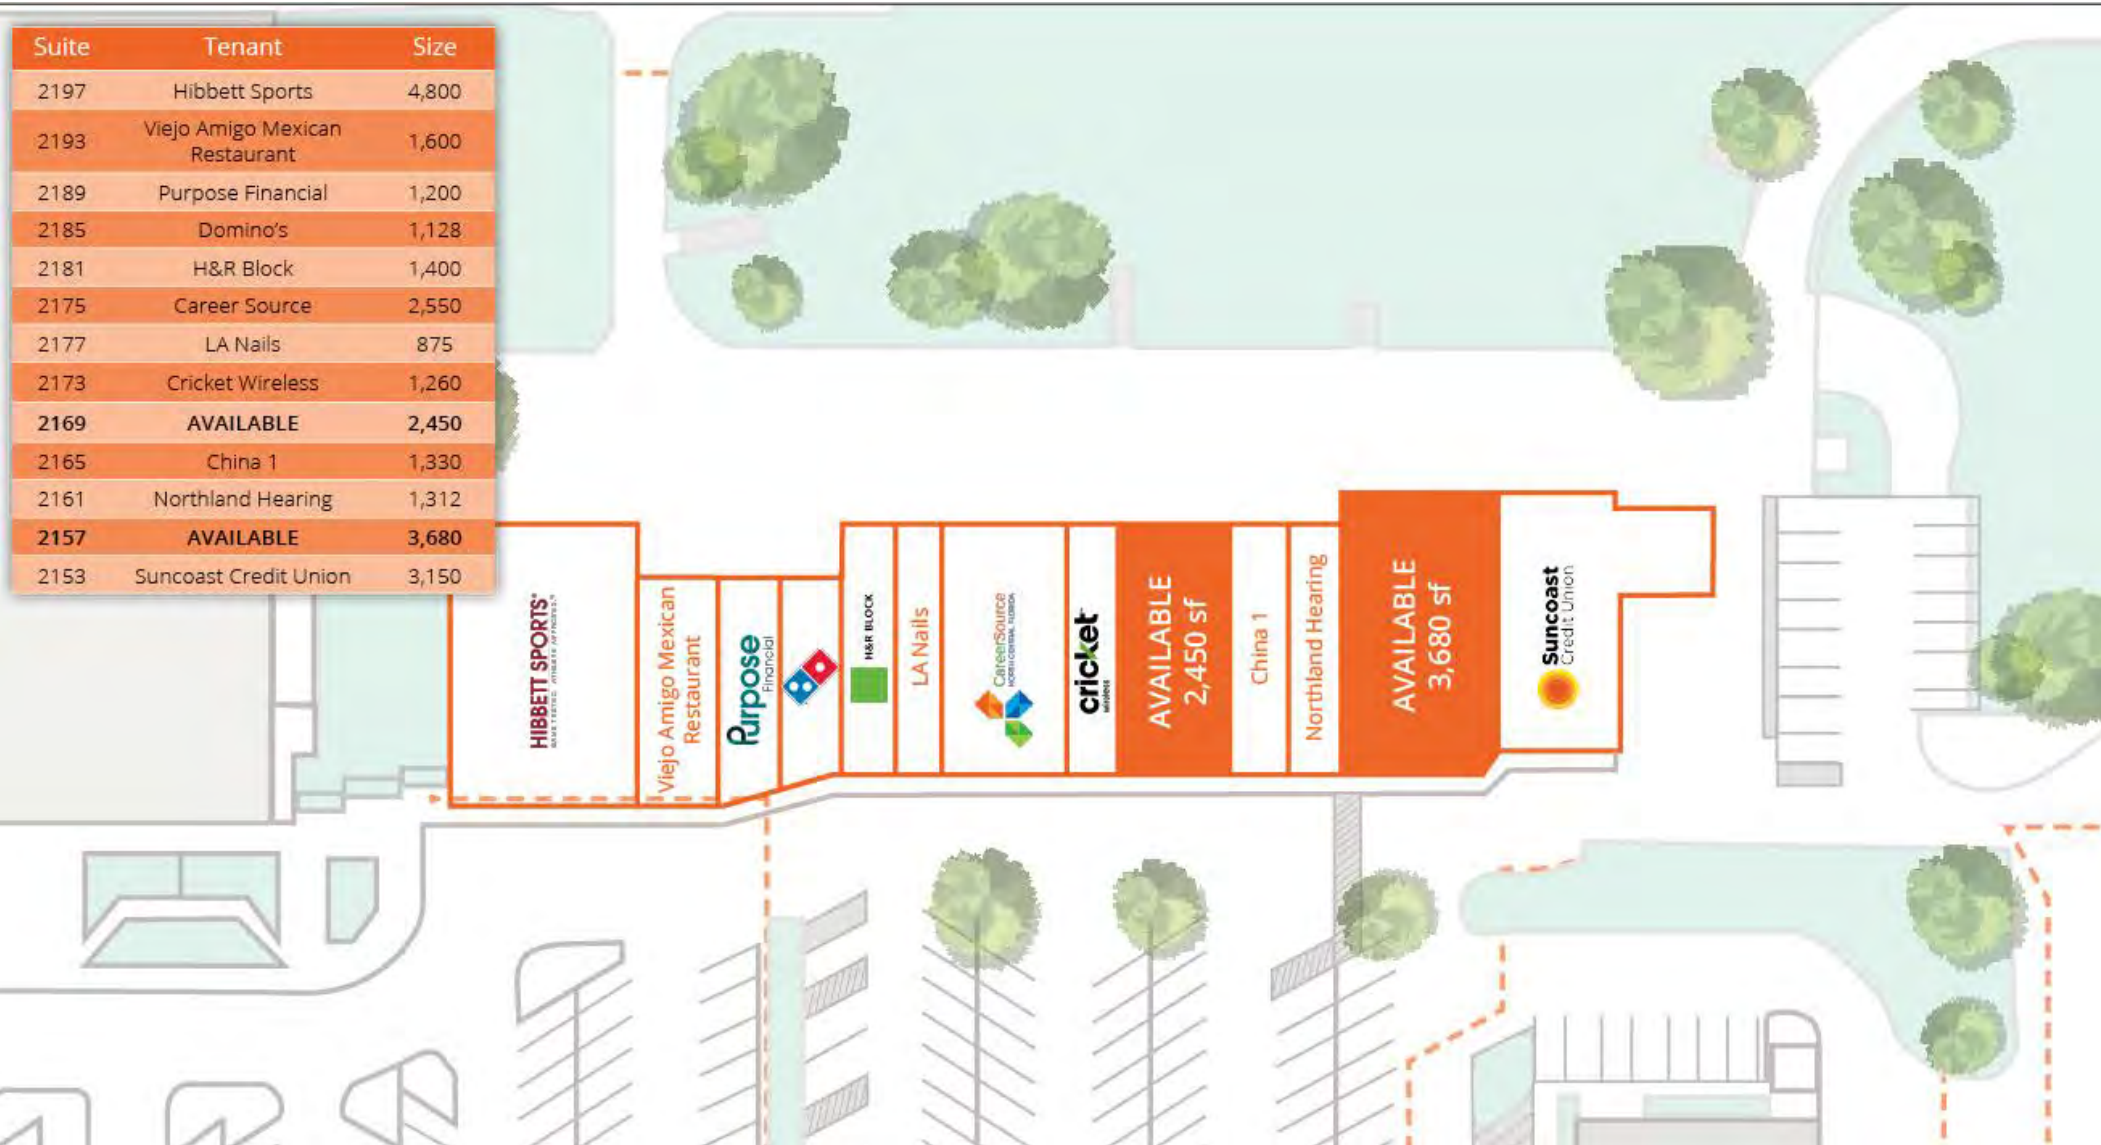 Suite Tenant Size
2197 Hibbett Sports 4,800
2193 Viejo Amigo Mexican Restaurant 1,600
2189 Purpose Financial 1,200
2185 Domino's 1,128
2181 H&R Block 1,400
2175 Career Source 2,550
2177 LA Nails 875
2173 Cricket Wireless 1,260
2169 AVAILABLE 2,450
2165 China 1 1,330
2161 Northland Hearing 1,312
2157 AVAILABLE 3,680
2153 Suncoast Credit Union 3,150
HIBBETT SPORTS
Viejo Amigo Mexican
Restaurant
Purpose
Financial
H&R BLOCK
LA Nails
CareerSource
NORTH CENTRAL FLORIDA
cricket
wireless
AVAILABLE
2,450 sf
China 1
Northland Hearing
AVAILABLE
3,680 sf
Suncoast
Credit Union